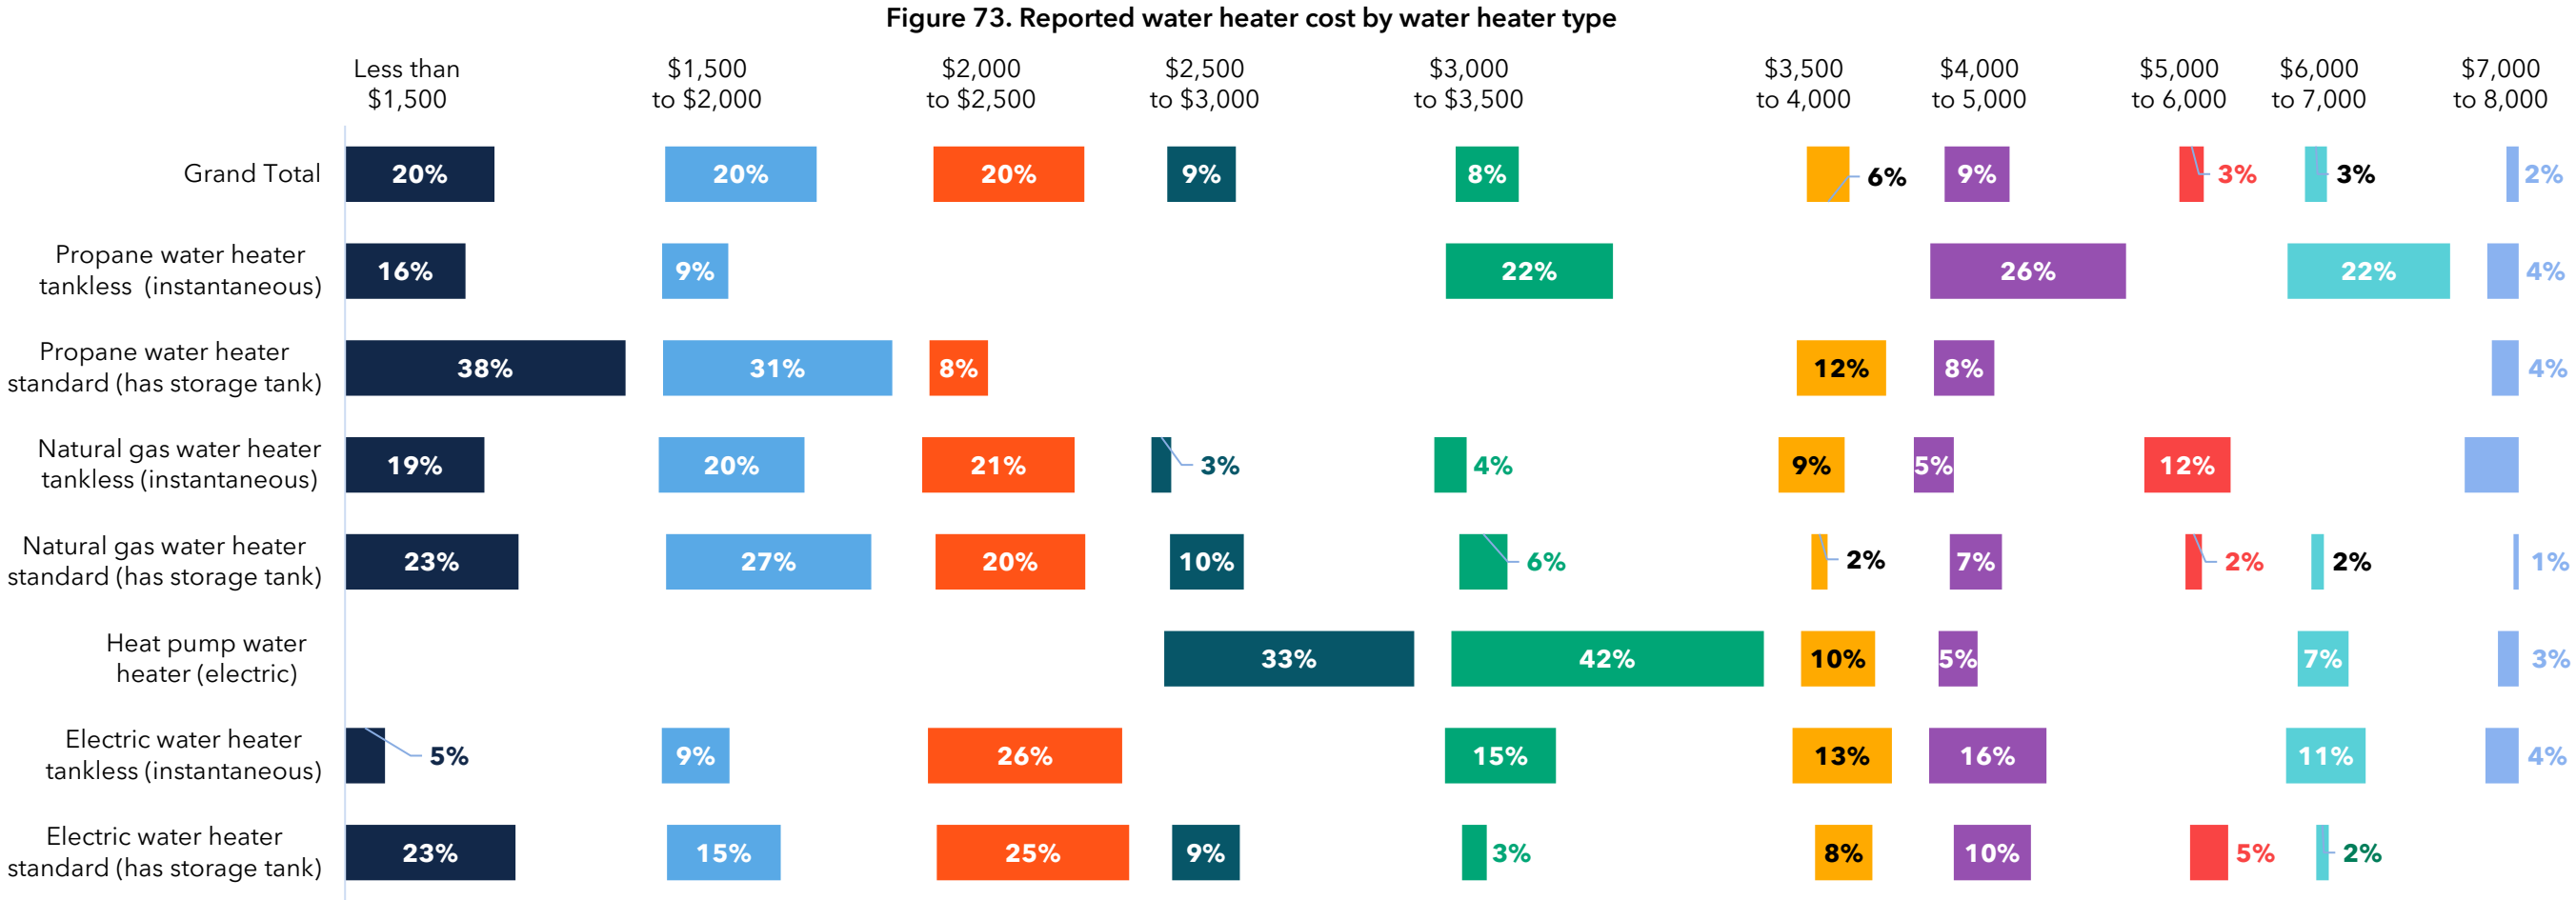 Figure 73. Reported water heater cost by water heater type
Less than $1,500 $2,000 $2,500 $3,000 $3,500 $4,000 $5,000 $6,000 $7,000
$1,500 to $2,000 to $2,500 to $3,000 to $3,500 to 4,000 to 5,000 to 6,000 to 7,000 to 8,000
Grand Total 20% 20% 20% 9% 8% 6% 9% 3% 3% 2%
Propane water heater
tankless (instantaneous) 16% 9% 22% 26% 22% 4%
Propane water heater
standard (has storage tank) 38% 31% 8% 12% 8% 4%
Natural gas water heater
tankless (instantaneous) 19% 20% 21% 3% 4% 9% 5% 12%
Natural gas water heater
standard (has storage tank) 23% 27% 20% 10% 6% 2% 7% 2% 2% 1%
Heat pump water
heater (electric) 33% 42% 10% 5% 7% 3%
Electric water heater
tankless (instantaneous) 5% 9% 26% 15% 13% 16% 11% 4%
Electric water heater
standard (has storage tank) 23% 15% 25% 9% 3% 8% 10% 5% 2%